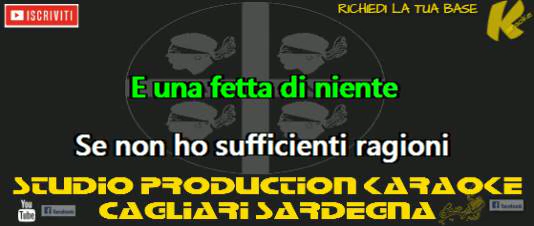 ISCRIVITI
RICHIEDI LA TUA BASE
E una fetta di niente
Se non ho sufficienti ragioni
STUDIO PRODUCTION KARAOKE
CAGLIARI SARDEGNA
You
Tube
facebook
facebook